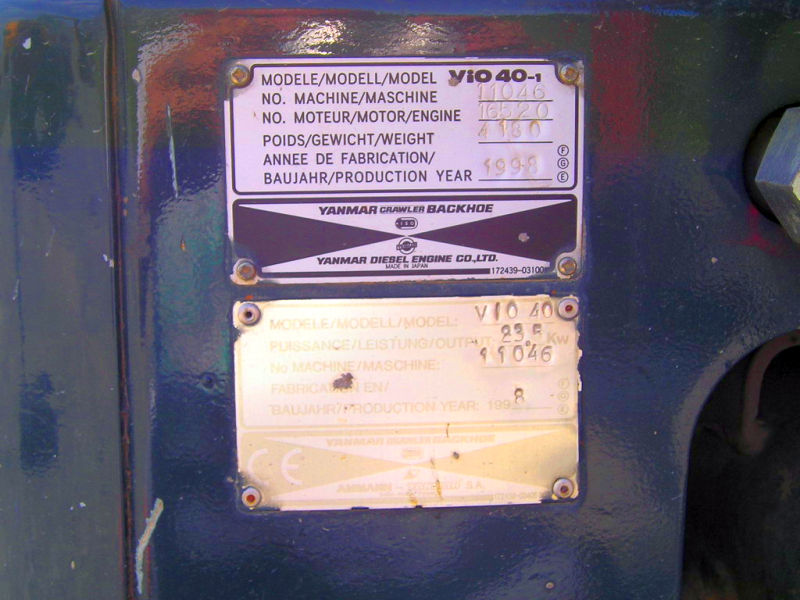 MODELE/MODELL/MODEL ViO 40-1
NO. MACHINE/MASCHINE 11046
NO. MOTEUR/MOTOR/ENGINE 16520
POIDS/GEWICHT/WEIGHT 4180
ANNEE DE FABRICATION/ F
G
BAUJAHR/PRODUCTION YEAR 1998 E
YANMAR CRAWLER BACKHOE
YANMAR DIESEL ENGINE CO.,LTD.
MADE IN JAPAN
172439-03100
MODELE/MODELL/MODEL: VIO 40
PUISSANCE/LEISTUNG/OUTPUT: 23.5 Kw
No MACHINE/MASCHINE: 11046
FABRICATION EN/
BAUJAHR/PRODUCTION YEAR: 1998
YANMAR CRAWLER BACKHOE
CE
AMMANN - S.A.